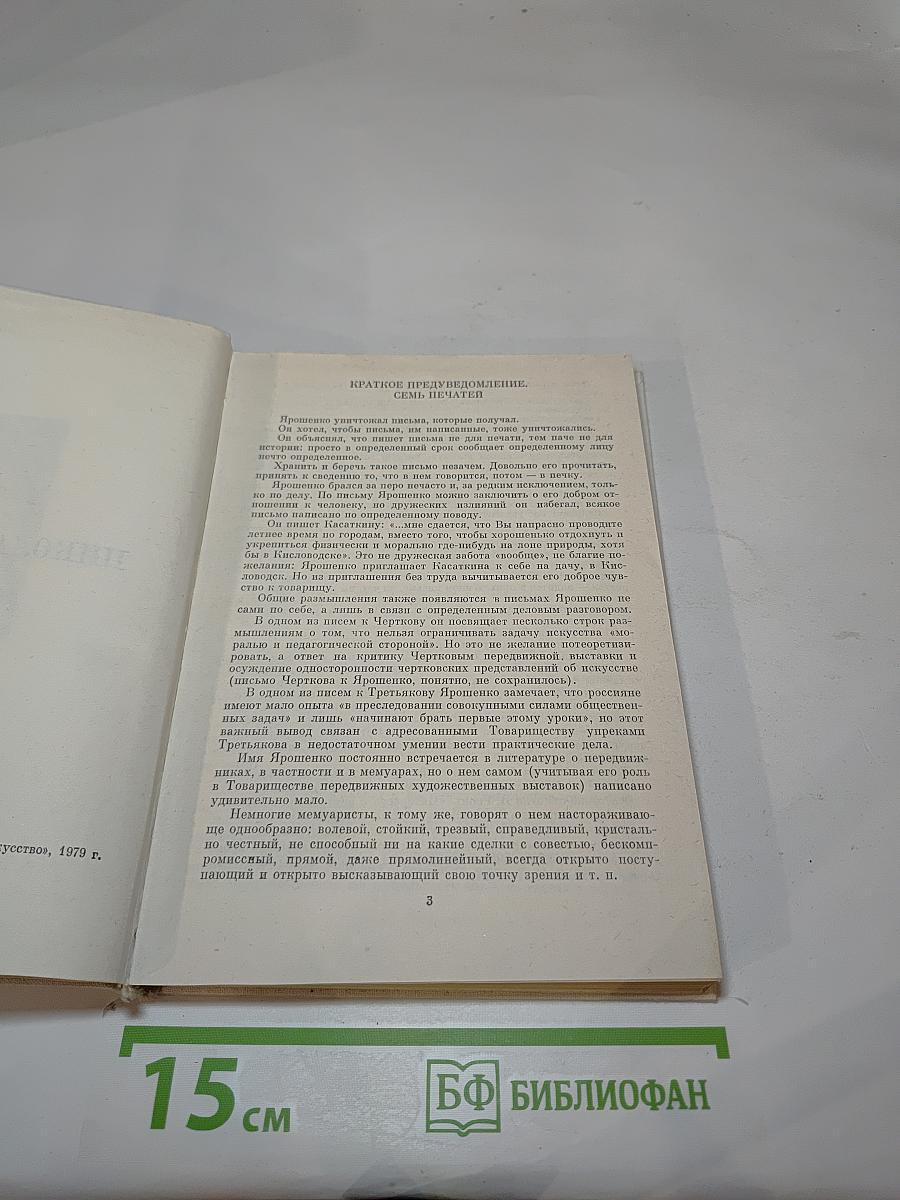 КРАТКОЕ ПРЕДУВЕДОМЛЕНИЕ.
СЕМЬ ПЕЧАТЕЙ
Ярошенко уничтожал письма, которые получал.
Он хотел, чтобы письма, им написанные, тоже уничтожались.
Он объяснял, что пишет письма не для печати, тем паче не для
истории: просто в определенный срок сообщает определенному лицу
нечто определенное.
Хранить и беречь такое письмо незачем. Довольно его прочитать,
принять к сведению то, что в нем говорится, потом — в печку.
Ярошенко брался за перо нечасто и, за редким исключением, толь-
ко по делу. По письму Ярошенко можно заключить о его добром от-
ношении к человеку, но дружеских излияний он избегал, всякое
письмо написано по определенному поводу.
Он пишет Касаткину: «...мне сдается, что Вы напрасно проводите
летнее время по городам, вместо того, чтобы хорошенько отдохнуть и
укрепиться физически и морально где-нибудь на лоне природы, хотя
бы в Кисловодске». Это не дружеская забота «вообще», не благие по-
желания: Ярошенко приглашает Касаткина к себе на дачу, в Кис-
ловодск. Но из приглашения без труда вычитывается его доброе чув-
ство к товарищу.
Общие размышления также появляются в письмах Ярошенко не
сами по себе, а лишь в связи с определенным деловым разговором.
В одном из писем к Черткову он посвящает несколько строк раз-
мышлениям о том, что нельзя ограничивать задачу искусства «мо-
ралью и педагогической стороной». Но это не желание потеоретизи-
ровать, а ответ на критику Чертковым передвижной выставки и
осуждение односторонности чертковских представлений об искусстве
(письмо Черткова к Ярошенко, понятно, не сохранилось).
В одном из писем к Третьякову Ярошенко замечает, что россияне
имеют мало опыта «в преследовании совокупными силами обществен-
ных задач» и лишь «начинают брать первые этому уроки», но этот
важный вывод связан с адресованными Товариществу упреками
Третьякова в недостаточном умении вести практические дела.
Имя Ярошенко постоянно встречается в литературе о передвиж-
никах, в частности и в мемуарах, но о нем самом (учитывая его роль
в Товариществе передвижных художественных выставок) написано
удивительно мало.
Немногие мемуаристы, к тому же, говорят о нем настораживаю-
ще однообразно: волевой, стойкий, трезвый, справедливый, кристаль-
но честный, не способный ни на какие сделки с совестью, бескомп-
ромиссный, прямой, даже прямолинейный, всегда открыто посту-
пающий и открыто высказывающий свою точку зрения и т. п.
3
кусство», 1979 г.
15 см
БФ БИБЛИОФАН